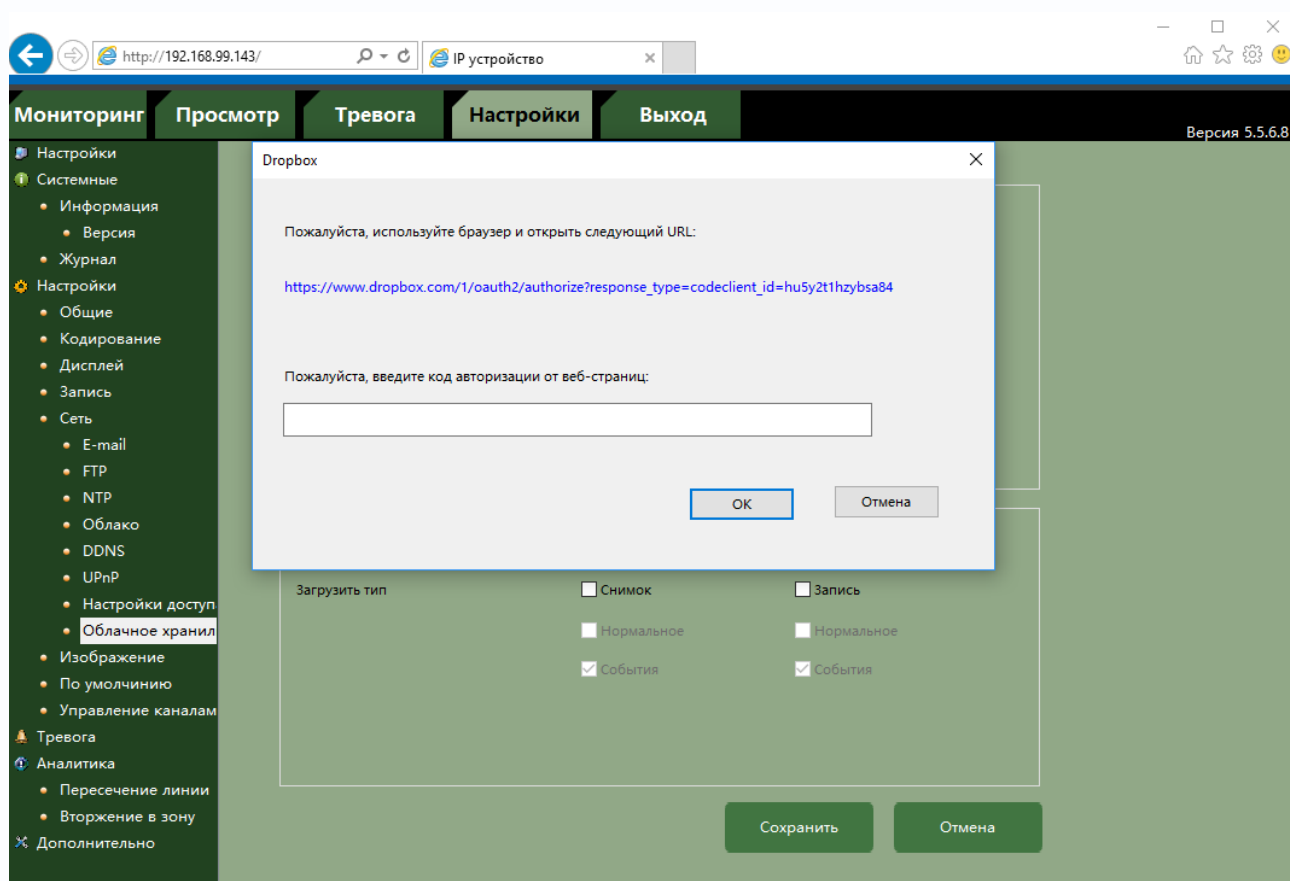 http://192.168.99.143/
IP устройство
Мониторинг Просмотр Тревога Настройки Выход
Версия 5.5.6.8
Настройки
Системные
Информация
Версия
Журнал
Настройки
Общие
Кодирование
Дисплей
Запись
Сеть
E-mail
FTP
NTP
Облако
DDNS
UPnP
Настройки доступ
Облачное хранил
Изображение
По умолчинию
Управление каналам
Тревога
Аналитика
Пересечение линии
Вторжение в зону
Дополнительно
Dropbox
Пожалуйста, используйте браузер и открыть следующий URL:
https://www.dropbox.com/1/oauth2/authorize?response_type=codeclient_id=hu5y2t1hzybsa84
Пожалуйста, введите код авторизации от веб-страниц:
OK Отмена
Загрузить тип Снимок Запись
Нормальное Нормальное
События События
Сохранить Отмена